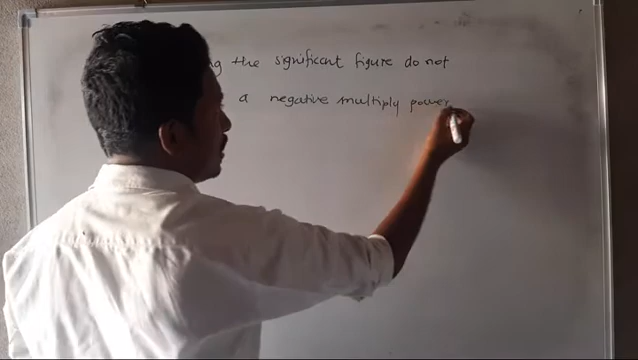 the significant figure do not
a negative multiply power